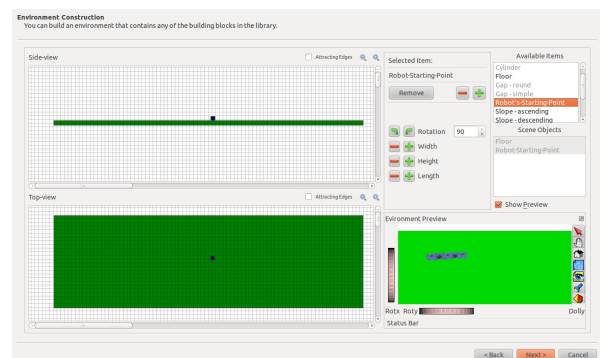 Environment Construction
You can build an environment that contains any of the building blocks in the library.
Side-view
Attracting Edges
Selected Item:
Robot-Starting-Point
Remove
Rotation 90
Width
Height
Length
Available Items
Cylinder
Floor
Gap - round
Gap - simple
Robot's-Starting-Point
Slope - ascending
Slope - descending
Scene Objects
Floor
Robot-Starting-Point
Show Preview
Top-view
Attracting Edges
Evironment Preview
Rotx Roty
Dolly
Status Bar
< Back
Next >
Cancel